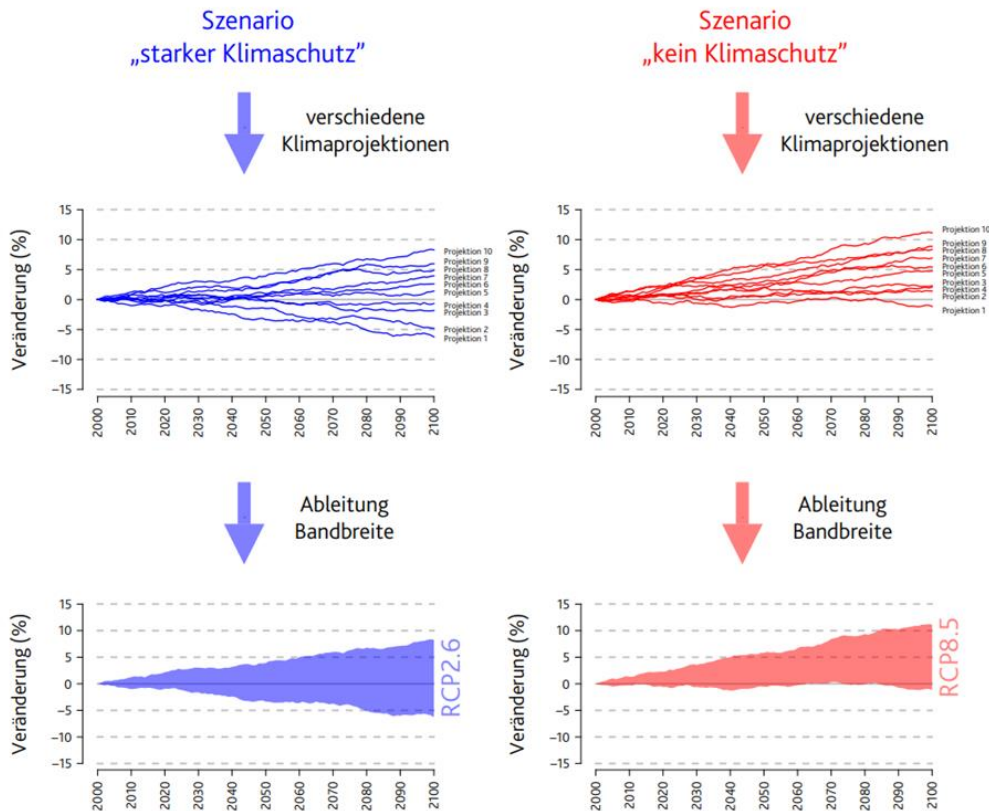 Szenario
„starker Klimaschutz”
Szenario
„kein Klimaschutz”
verschiedene
Klimaprojektionen
verschiedene
Klimaprojektionen
Veränderung (%)
15
10
5
0
−5
−10
−15
Projektion 10
Projektion 9
Projektion 8
Projektion 7
Projektion 6
Projektion 5
Projektion 4
Projektion 3
Projektion 2
Projektion 1
2000
2010
2020
2030
2040
2050
2060
2070
2080
2090
2100
Veränderung (%)
15
10
5
0
−5
−10
−15
Projektion 10
Projektion 9
Projektion 8
Projektion 7
Projektion 6
Projektion 5
Projektion 3
Projektion 4
Projektion 2
Projektion 1
2000
2010
2020
2030
2040
2050
2060
2070
2080
2090
2100
Ableitung
Bandbreite
Ableitung
Bandbreite
Veränderung (%)
15
10
5
0
−5
−10
−15
RCP2.6
2000
2010
2020
2030
2040
2050
2060
2070
2080
2090
2100
Veränderung (%)
15
10
5
0
−5
−10
−15
RCP8.5
2000
2010
2020
2030
2040
2050
2060
2070
2080
2090
2100